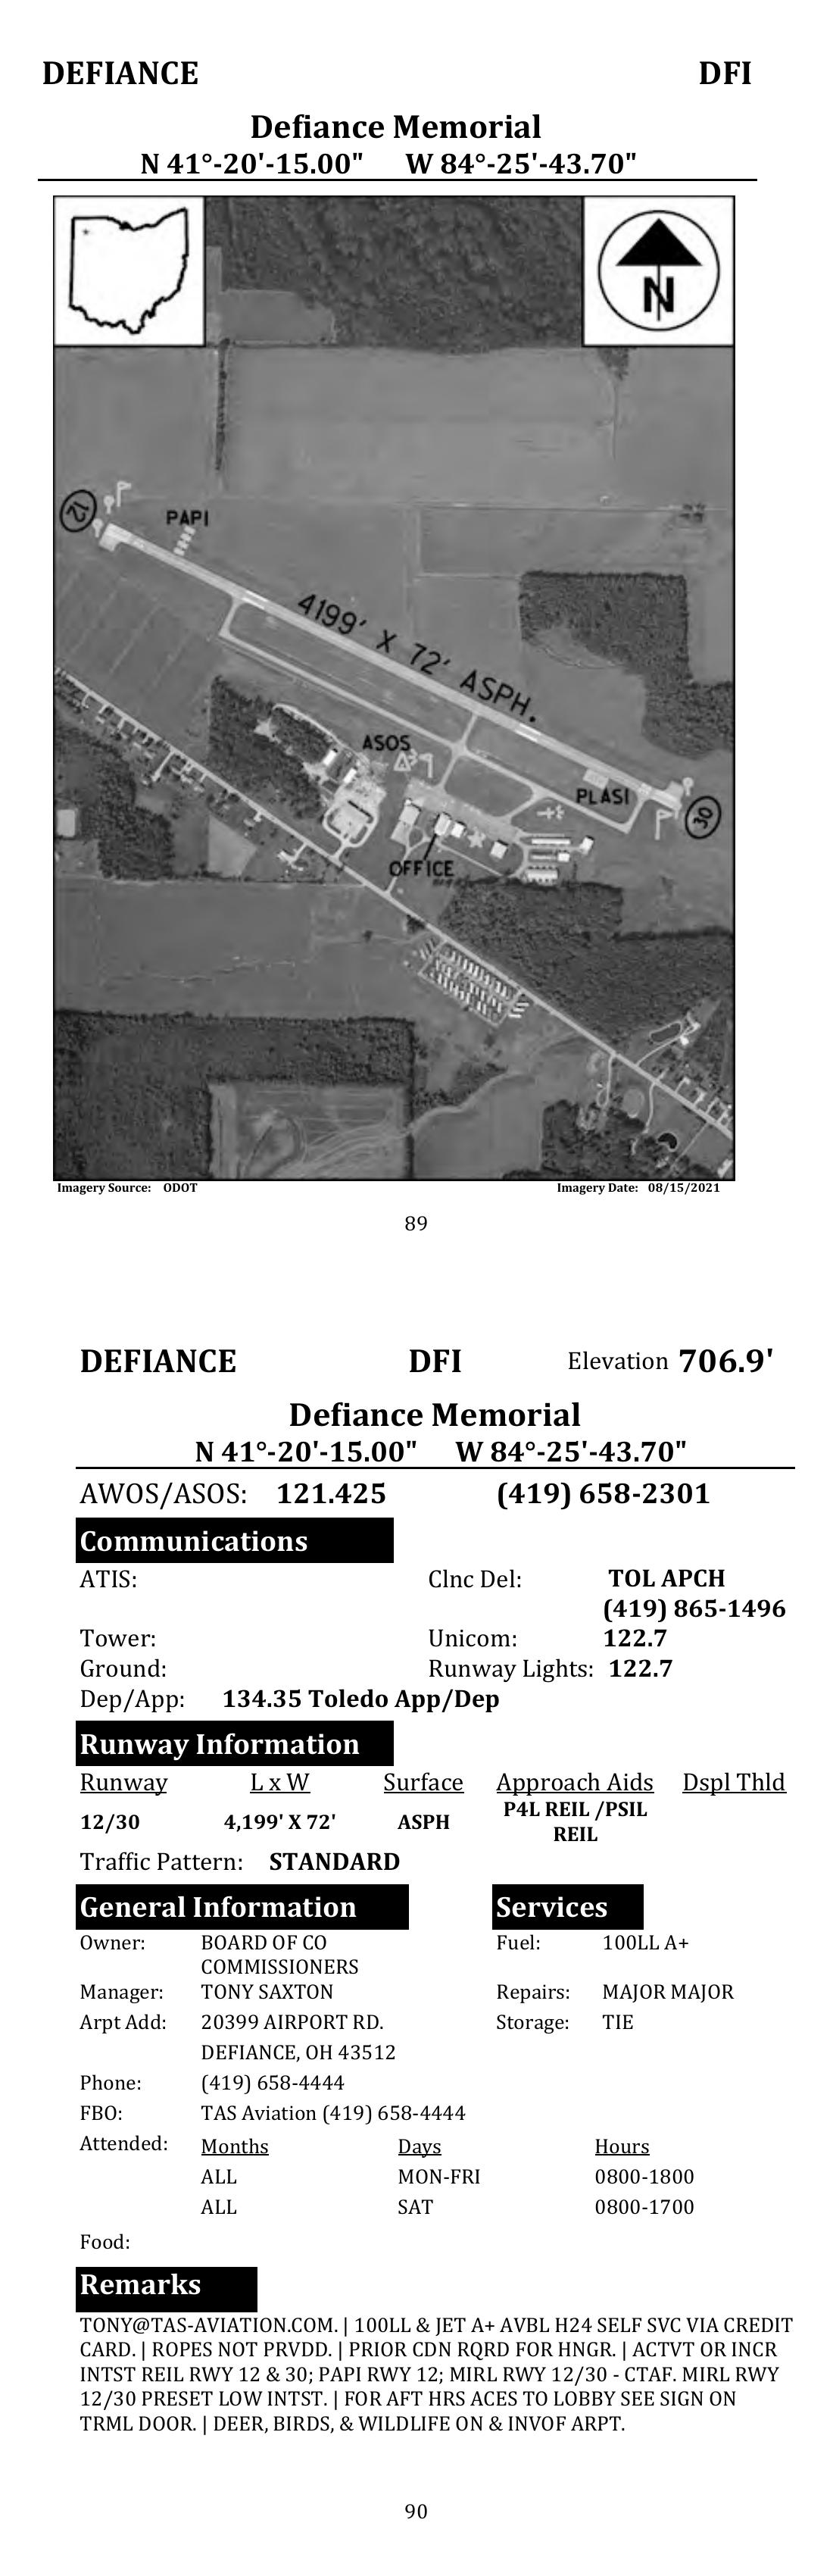 DEFIANCE DFI
Defiance Memorial
N 41°-20'-15.00" W 84°-25'-43.70"
N
12
PAPI
4199' X 72' ASPH.
ASOS
PLASI
30
OFFICE
Imagery Source: ODOT Imagery Date: 08/15/2021
89
DEFIANCE DFI Elevation 706.9'
Defiance Memorial
N 41°-20'-15.00" W 84°-25'-43.70"
AWOS/ASOS: 121.425 (419) 658-2301
Communications
ATIS: Clnc Del: TOL APCH
(419) 865-1496
Tower: Unicom: 122.7
Ground: Runway Lights: 122.7
Dep/App: 134.35 Toledo App/Dep
Runway Information
Runway L x W Surface Approach Aids Dspl Thld
12/30 4,199' X 72' ASPH P4L REIL /PSIL
REIL
Traffic Pattern: STANDARD
General Information Services
Owner: BOARD OF CO Fuel: 100LL A+
COMMISSIONERS
Manager: TONY SAXTON Repairs: MAJOR MAJOR
Arpt Add: 20399 AIRPORT RD. Storage: TIE
DEFIANCE, OH 43512
Phone: (419) 658-4444
FBO: TAS Aviation (419) 658-4444
Attended: Months Days Hours
ALL MON-FRI 0800-1800
ALL SAT 0800-1700
Food:
Remarks
TONY@TAS-AVIATION.COM. | 100LL & JET A+ AVBL H24 SELF SVC VIA CREDIT
CARD. | ROPES NOT PRVDD. | PRIOR CDN RQRD FOR HNGR. | ACTVT OR INCR
INTST REIL RWY 12 & 30; PAPI RWY 12; MIRL RWY 12/30 - CTAF. MIRL RWY
12/30 PRESET LOW INTST. | FOR AFT HRS ACES TO LOBBY SEE SIGN ON
TRML DOOR. | DEER, BIRDS, & WILDLIFE ON & INVOF ARPT.
90